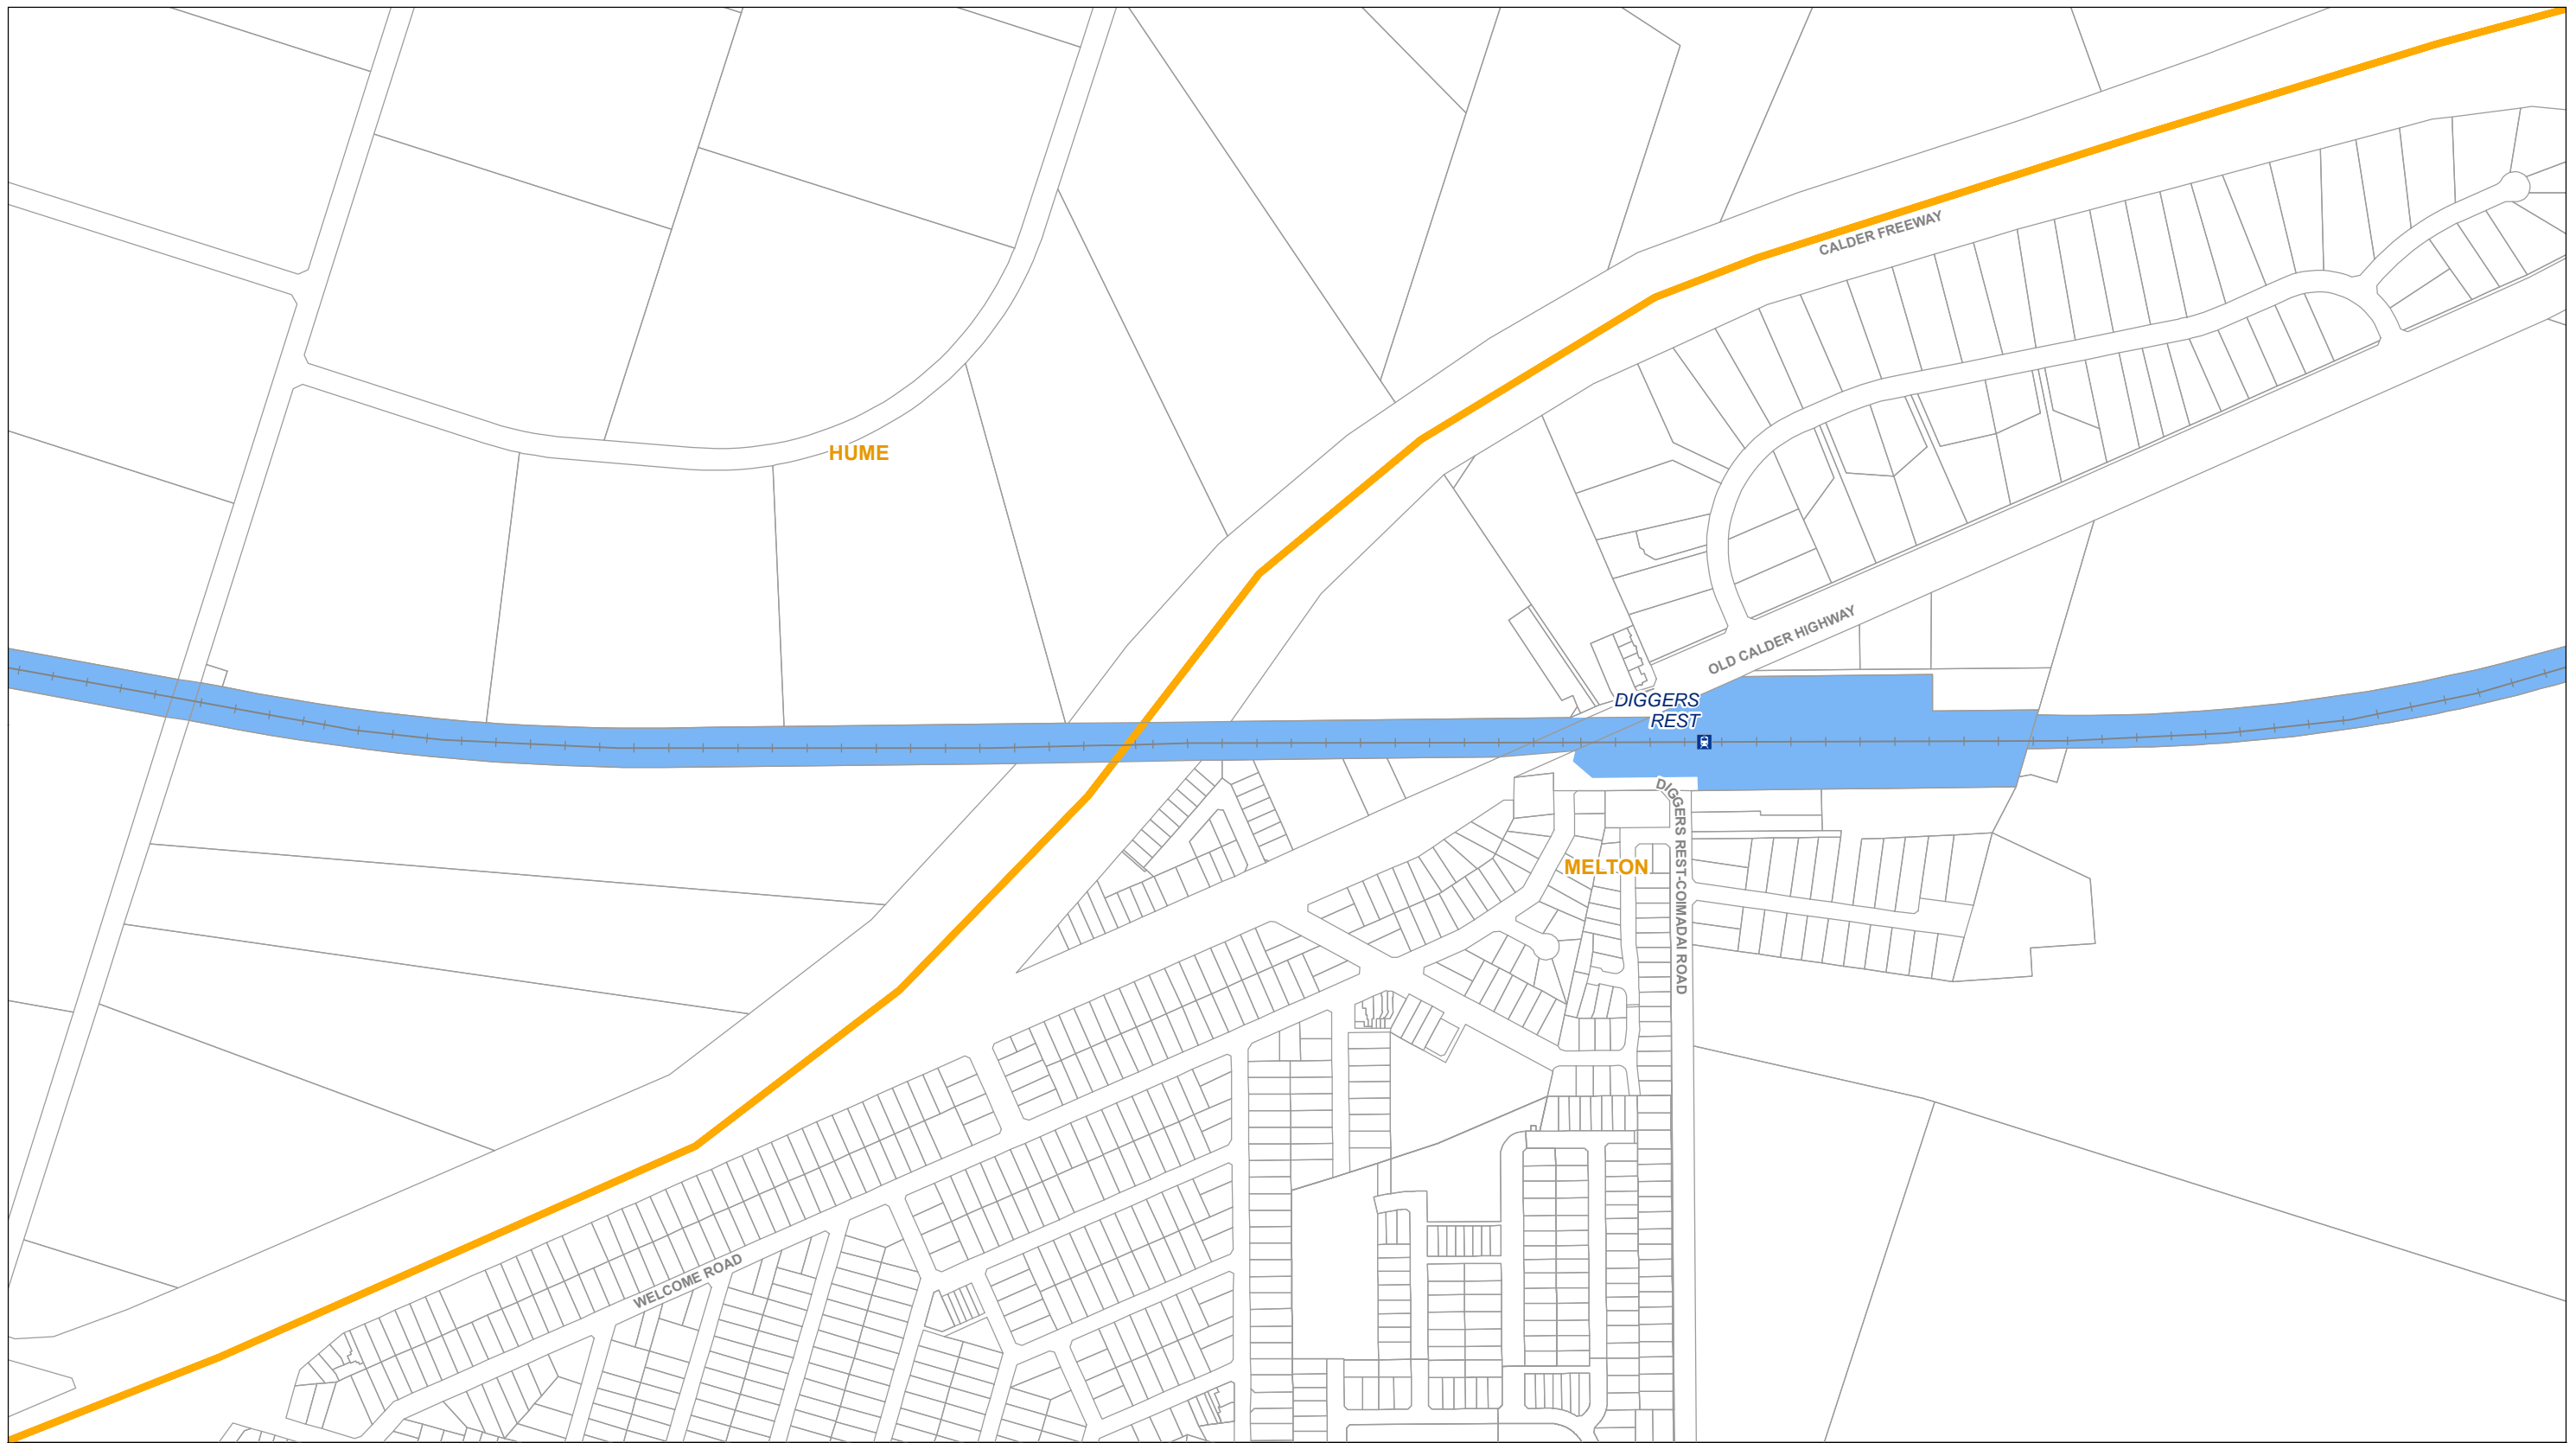 CALDER FREEWAY
HUME
OLD CALDER HIGHWAY
DIGGERS
REST
DIGGERS REST-COIMADAI ROAD
MELTON
WELCOME ROAD